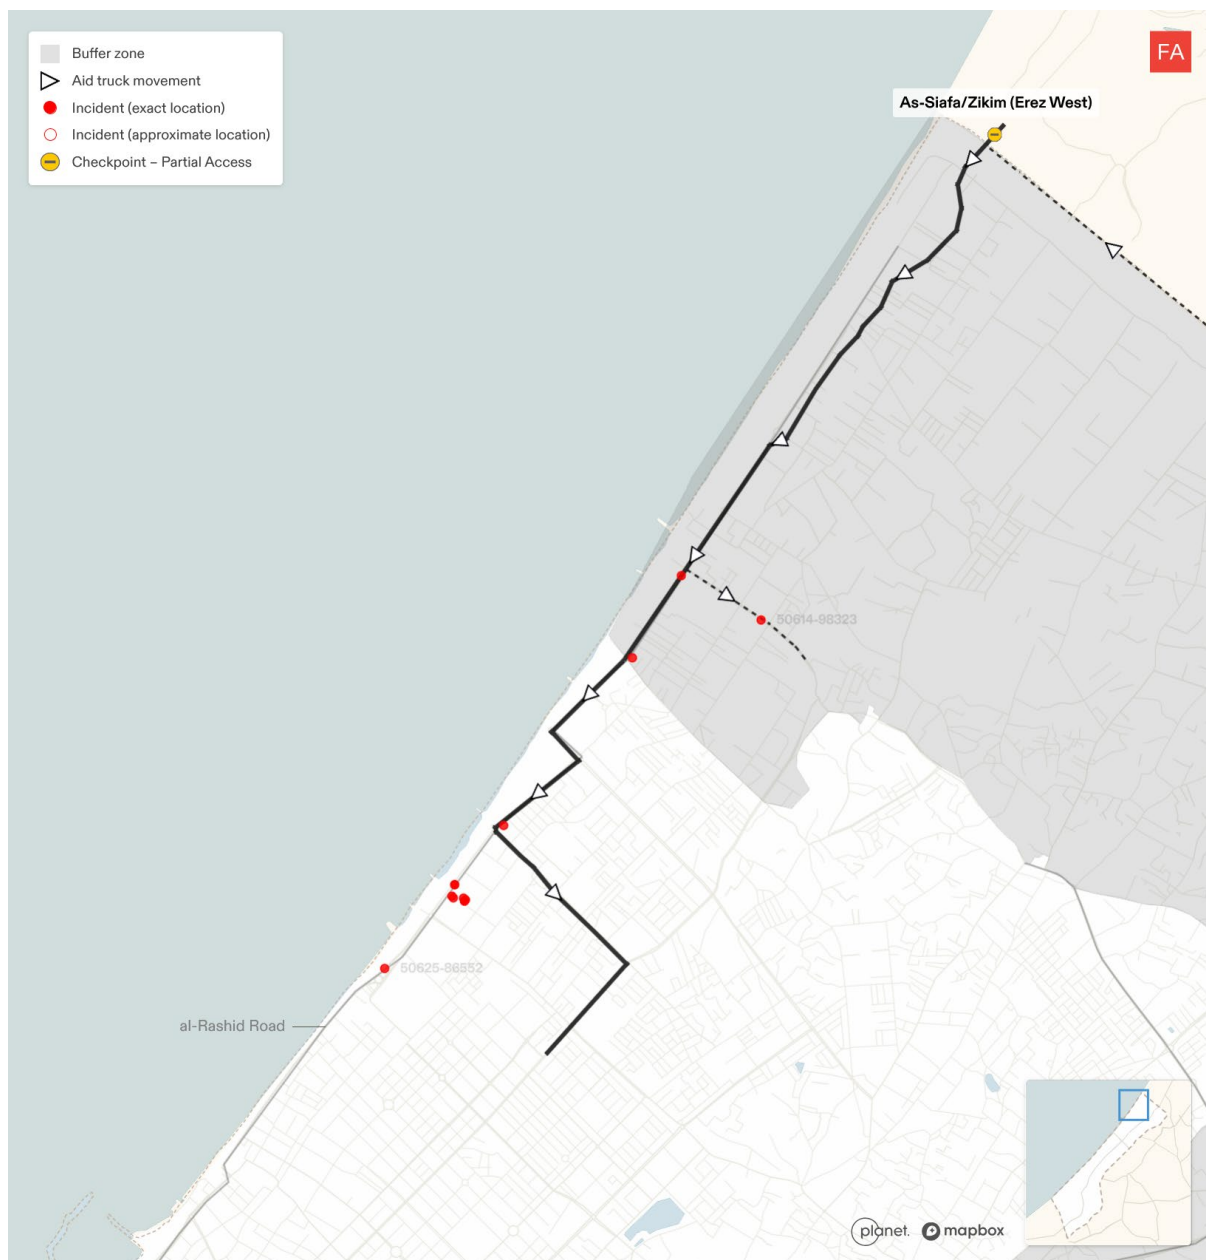 Buffer zone
Aid truck movement
Incident (exact location)
Incident (approximate location)
Checkpoint – Partial Access
FA
As-Siafa/Zikim (Erez West)
50614-98323
50625-86552
al-Rashid Road
planet.
mapbox